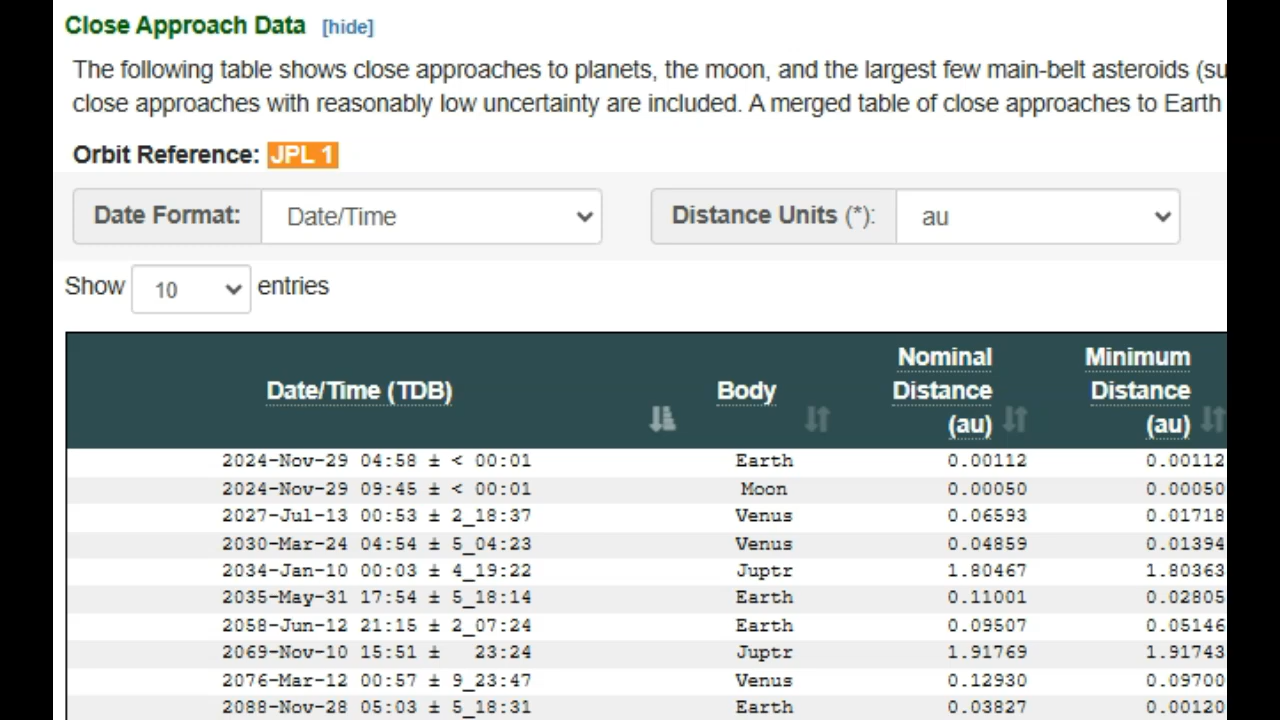 Close Approach Data [hide]
The following table shows close approaches to planets, the moon, and the largest few main-belt asteroids (su
close approaches with reasonably low uncertainty are included. A merged table of close approaches to Earth
Orbit Reference: JPL 1
Date Format: Date/Time Distance Units (*): au
Show 10 entries
Date/Time (TDB) Body Nominal Distance (au) Minimum Distance (au)
2024-Nov-29 04:58 ± < 00:01 Earth 0.00112 0.00112
2024-Nov-29 09:45 ± < 00:01 Moon 0.00050 0.00050
2027-Jul-13 00:53 ± 2_18:37 Venus 0.06593 0.01718
2030-Mar-24 04:54 ± 5_04:23 Venus 0.04859 0.01394
2034-Jan-10 00:03 ± 4_19:22 Juptr 1.80467 1.80363
2035-May-31 17:54 ± 5_18:14 Earth 0.11001 0.02805
2058-Jun-12 21:15 ± 2_07:24 Earth 0.09507 0.05146
2069-Nov-10 15:51 ± 23:24 Juptr 1.91769 1.91743
2076-Mar-12 00:57 ± 9_23:47 Venus 0.12930 0.09700
2088-Nov-28 05:03 ± 5_18:31 Earth 0.03827 0.00120